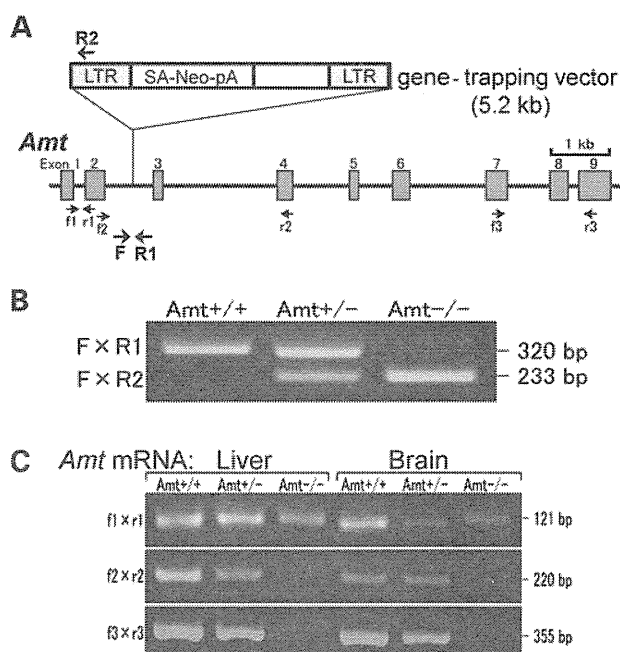 A
R2
LTR SA-Neo-pA LTR gene-trapping vector
(5.2 kb)
Amt
1 kb
Exon 1 2 3 4 5 6 7 8 9
f1 r1 f2 r2 f3 r3
F R1
B
Amt+/+ Amt+/- Amt-/-
F×R1 320 bp
F×R2 233 bp
C Amt mRNA: Liver Brain
Amt+/+ Amt+/- Amt-/- Amt+/+ Amt+/- Amt-/-
f1×r1 121 bp
f2×r2 220 bp
f3×r3 355 bp